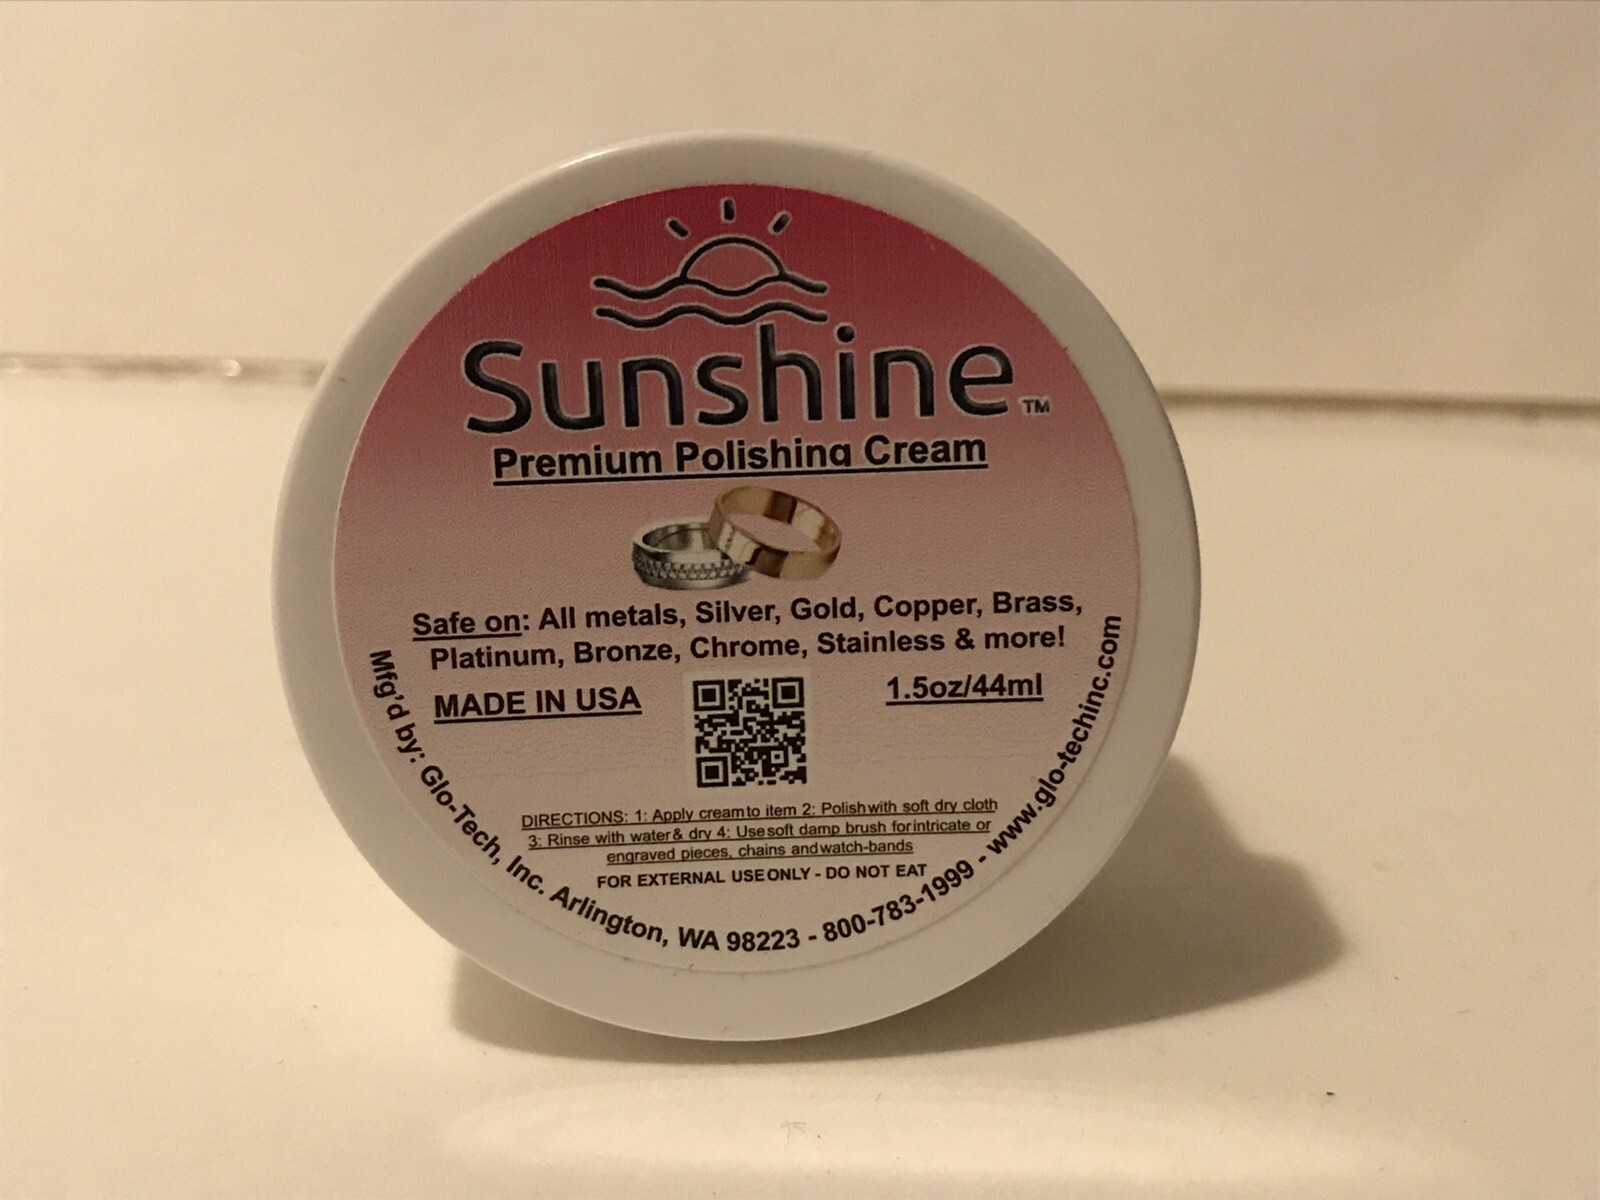 Sunshine™
Premium Polishing Cream
Safe on: All metals, Silver, Gold, Copper, Brass,
Platinum, Bronze, Chrome, Stainless & more!
MADE IN USA
1.5oz/44ml
DIRECTIONS: 1: Apply cream to item 2: Polish with soft dry cloth
3: Rinse with water & dry 4: Use soft damp brush for intricate or
engraved pieces, chains and watch-bands
FOR EXTERNAL USE ONLY - DO NOT EAT
Mfg'd by: Glo-Tech, Inc. Arlington, WA 98223 - 800-783-1999 - www.glo-techinc.com